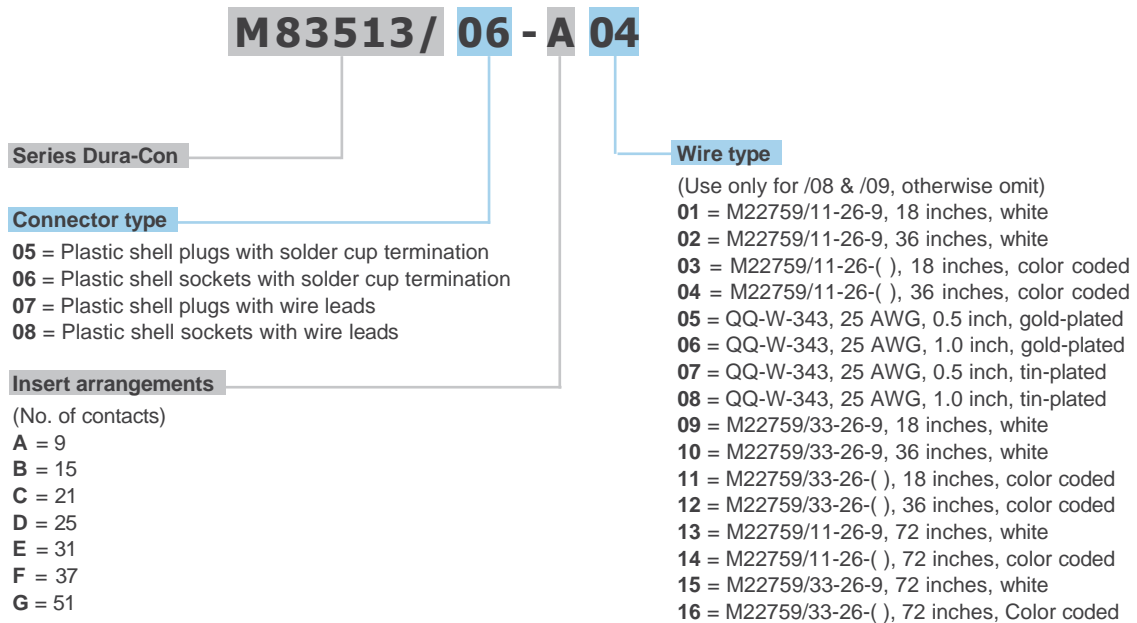 M83513/ 06 - A 04
Series Dura-Con
Connector type
05 = Plastic shell plugs with solder cup termination
06 = Plastic shell sockets with solder cup termination
07 = Plastic shell plugs with wire leads
08 = Plastic shell sockets with wire leads
Insert arrangements
(No. of contacts)
A = 9
B = 15
C = 21
D = 25
E = 31
F = 37
G = 51
Wire type
(Use only for /08 & /09, otherwise omit)
01 = M22759/11-26-9, 18 inches, white
02 = M22759/11-26-9, 36 inches, white
03 = M22759/11-26-( ), 18 inches, color coded
04 = M22759/11-26-( ), 36 inches, color coded
05 = QQ-W-343, 25 AWG, 0.5 inch, gold-plated
06 = QQ-W-343, 25 AWG, 1.0 inch, gold-plated
07 = QQ-W-343, 25 AWG, 0.5 inch, tin-plated
08 = QQ-W-343, 25 AWG, 1.0 inch, tin-plated
09 = M22759/33-26-9, 18 inches, white
10 = M22759/33-26-9, 36 inches, white
11 = M22759/33-26-( ), 18 inches, color coded
12 = M22759/33-26-( ), 36 inches, color coded
13 = M22759/11-26-9, 72 inches, white
14 = M22759/11-26-( ), 72 inches, color coded
15 = M22759/33-26-9, 72 inches, white
16 = M22759/33-26-( ), 72 inches, Color coded